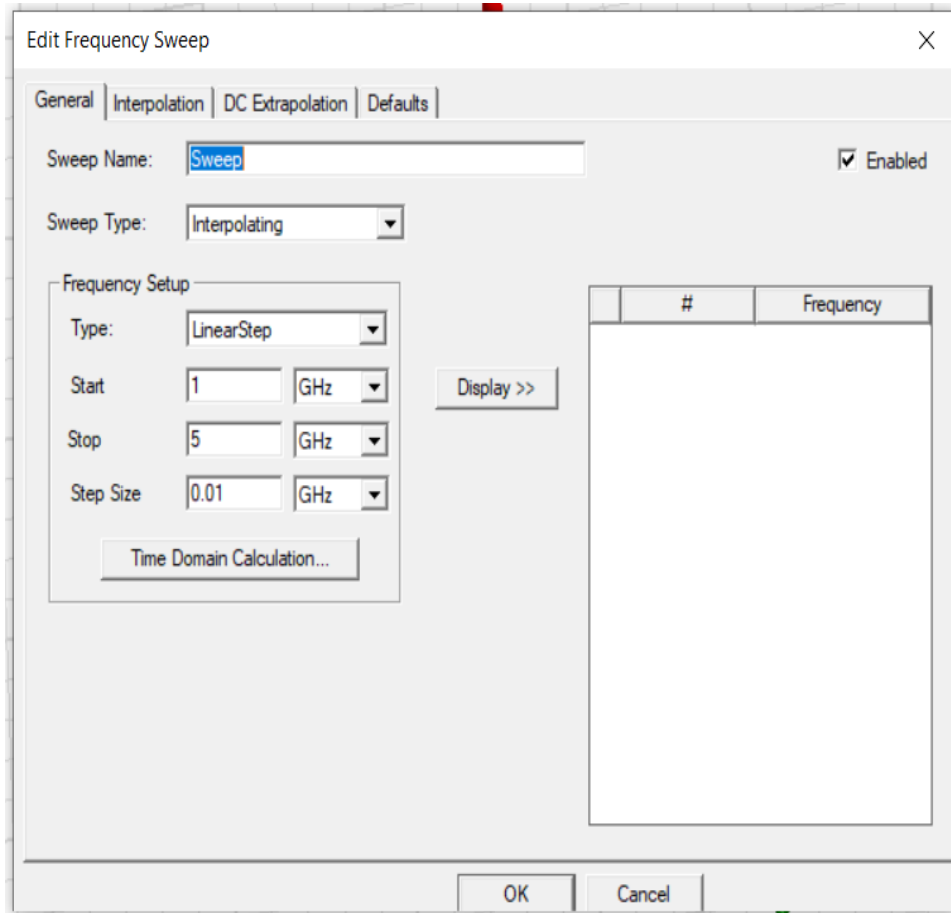 Edit Frequency Sweep
General Interpolation DC Extrapolation Defaults
Sweep Name: Sweep Enabled
Sweep Type: Interpolating
Frequency Setup
Type: LinearStep
Start 1 GHz
Stop 5 GHz
Step Size 0.01 GHz
Time Domain Calculation...
Display >>
# Frequency
OK Cancel